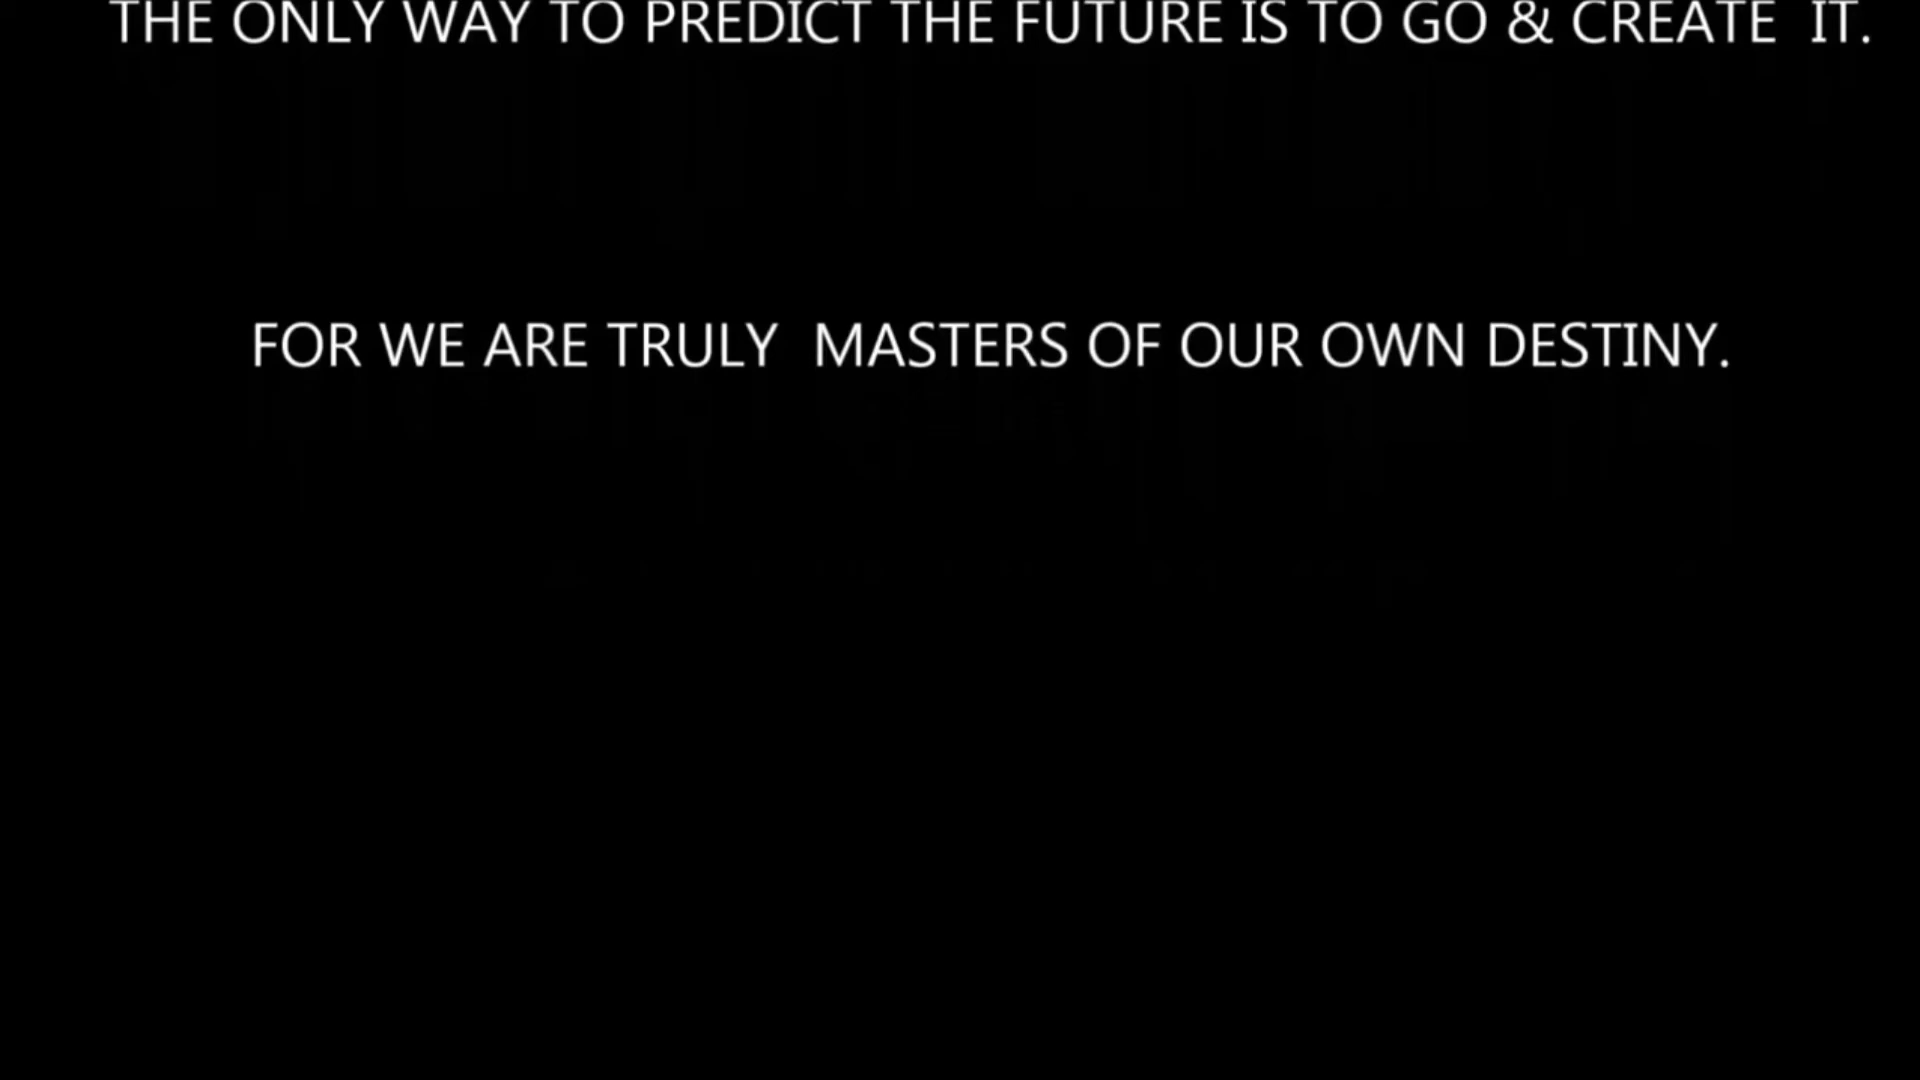 THE ONLY WAY TO PREDICT THE FUTURE IS TO GO & CREATE  IT.
FOR WE ARE TRULY  MASTERS OF OUR OWN DESTINY.